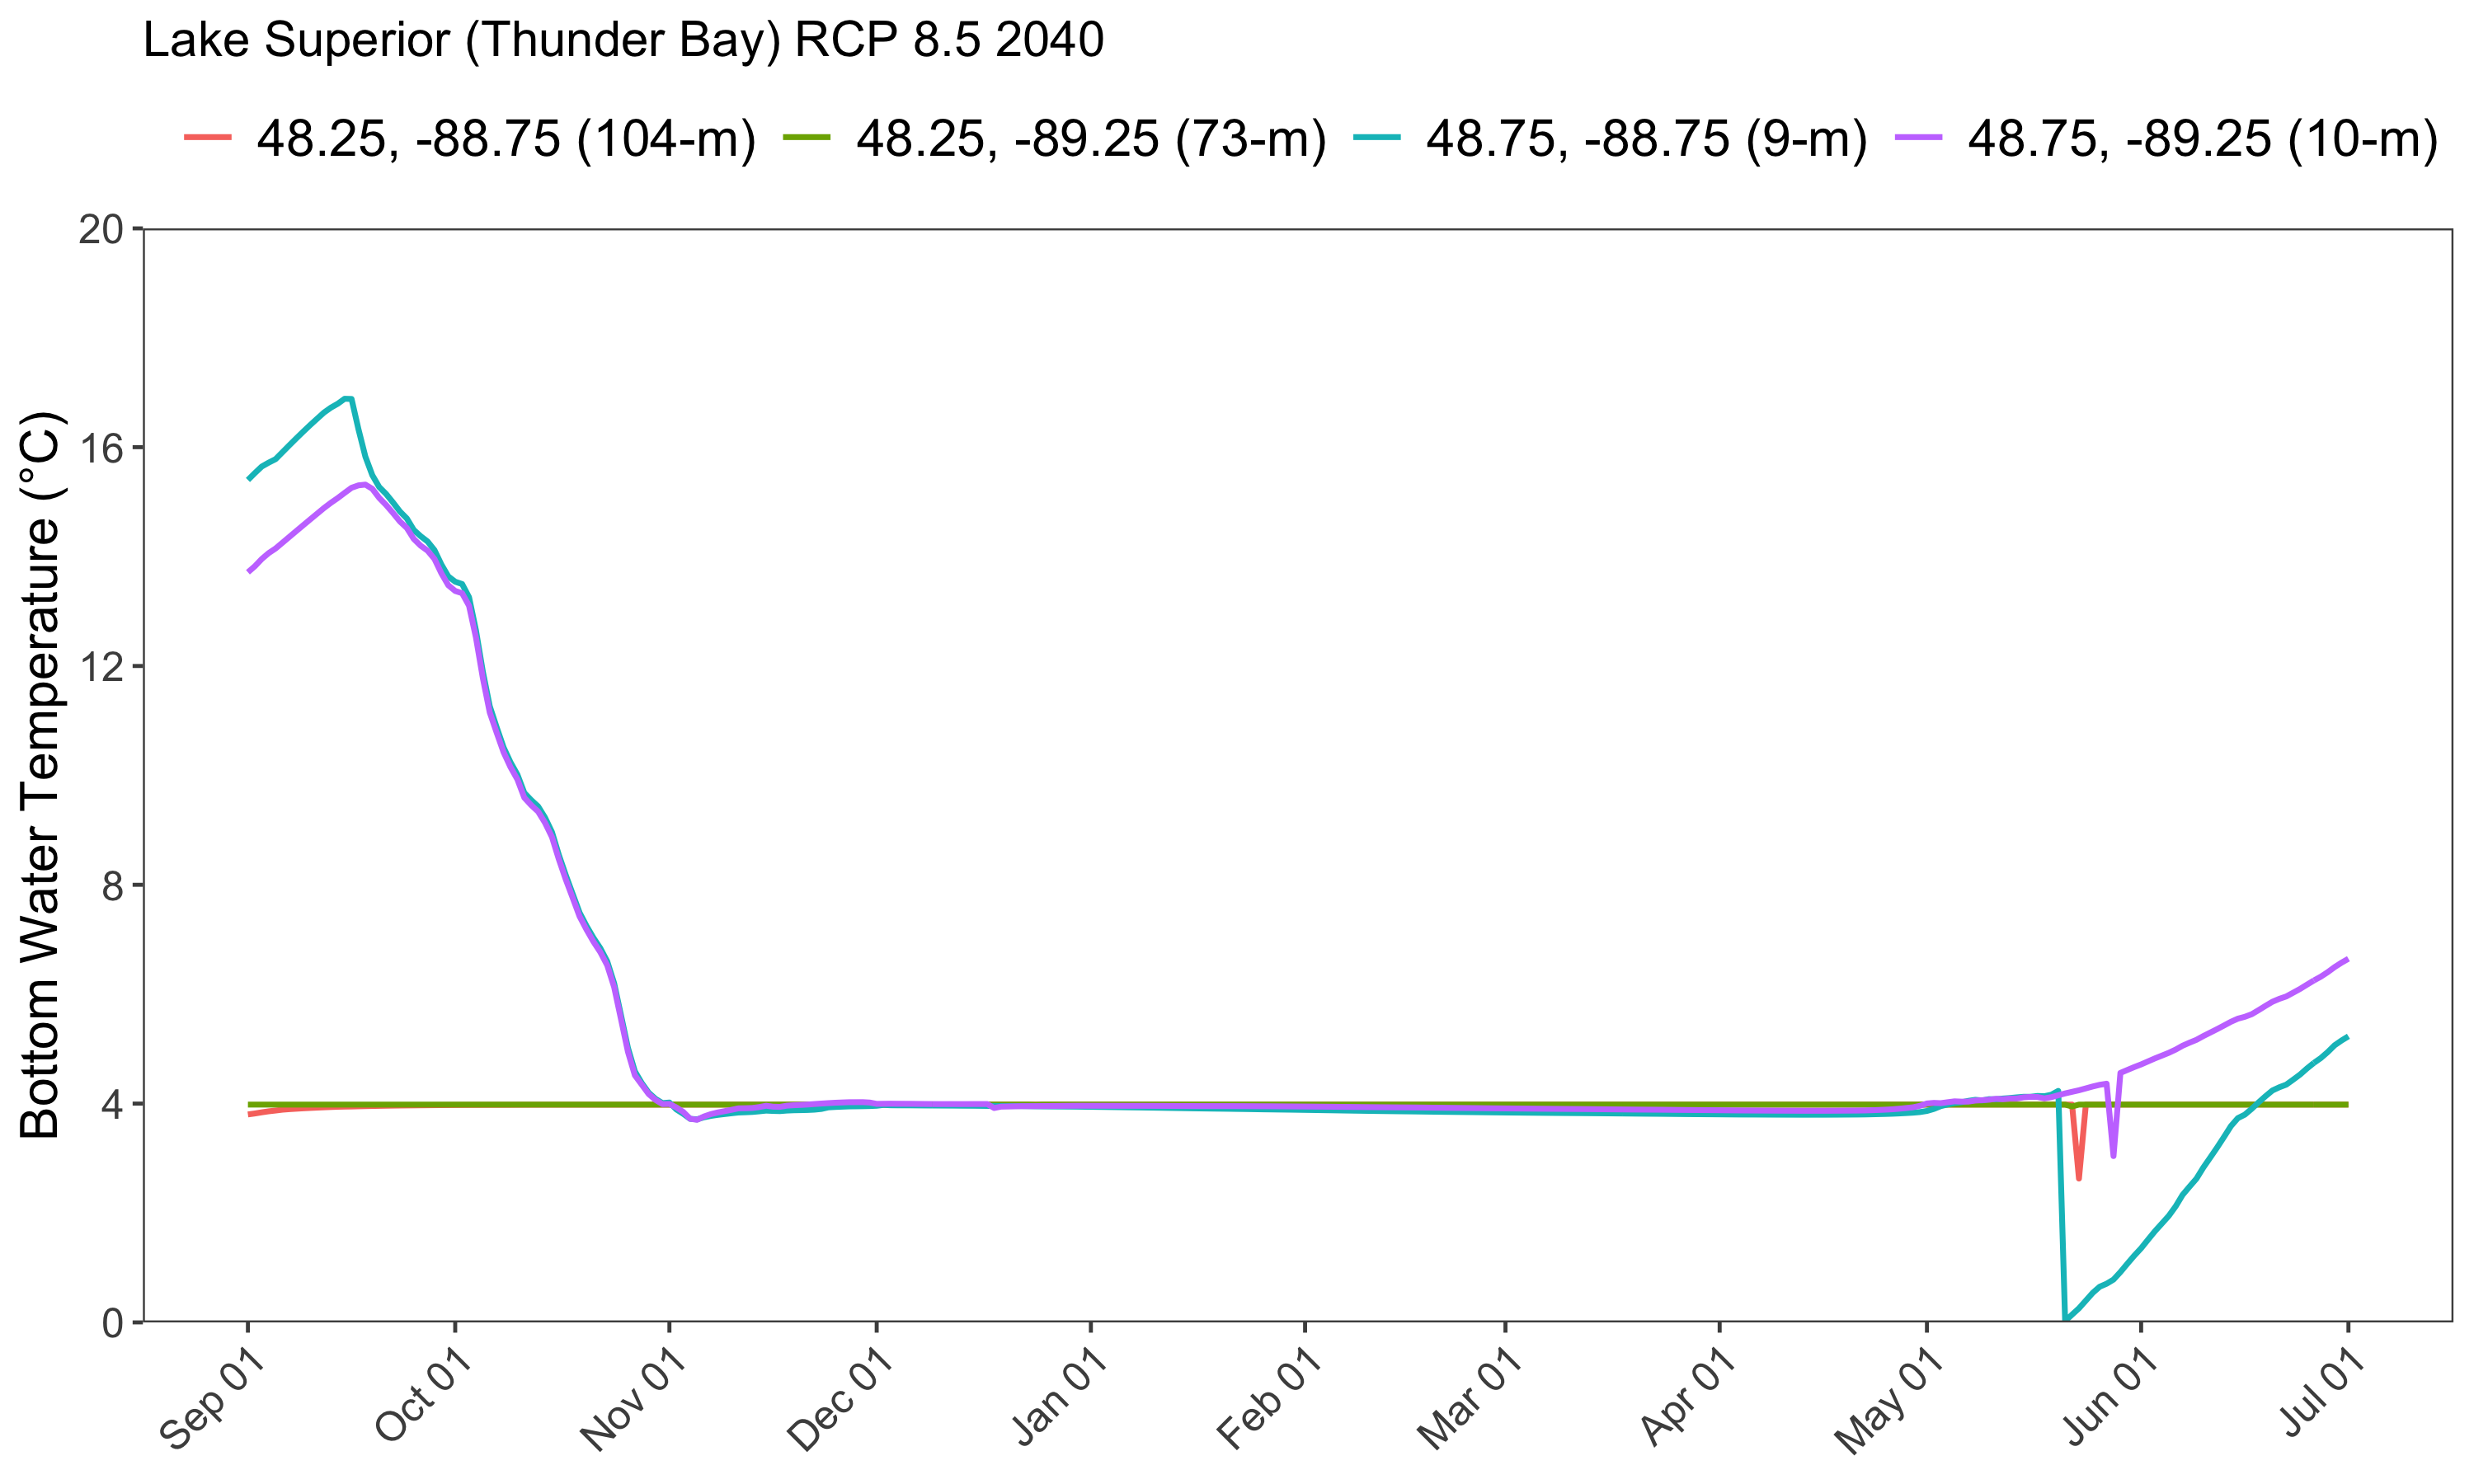 Lake Superior (Thunder Bay) RCP 8.5 2040
48.25, -88.75 (104-m) 48.25, -89.25 (73-m) 48.75, -88.75 (9-m) 48.75, -89.25 (10-m)
Bottom Water Temperature (°C)
20
16
12
8
4
0
Sep 01 Oct 01 Nov 01 Dec 01 Jan 01 Feb 01 Mar 01 Apr 01 May 01 Jun 01 Jul 01